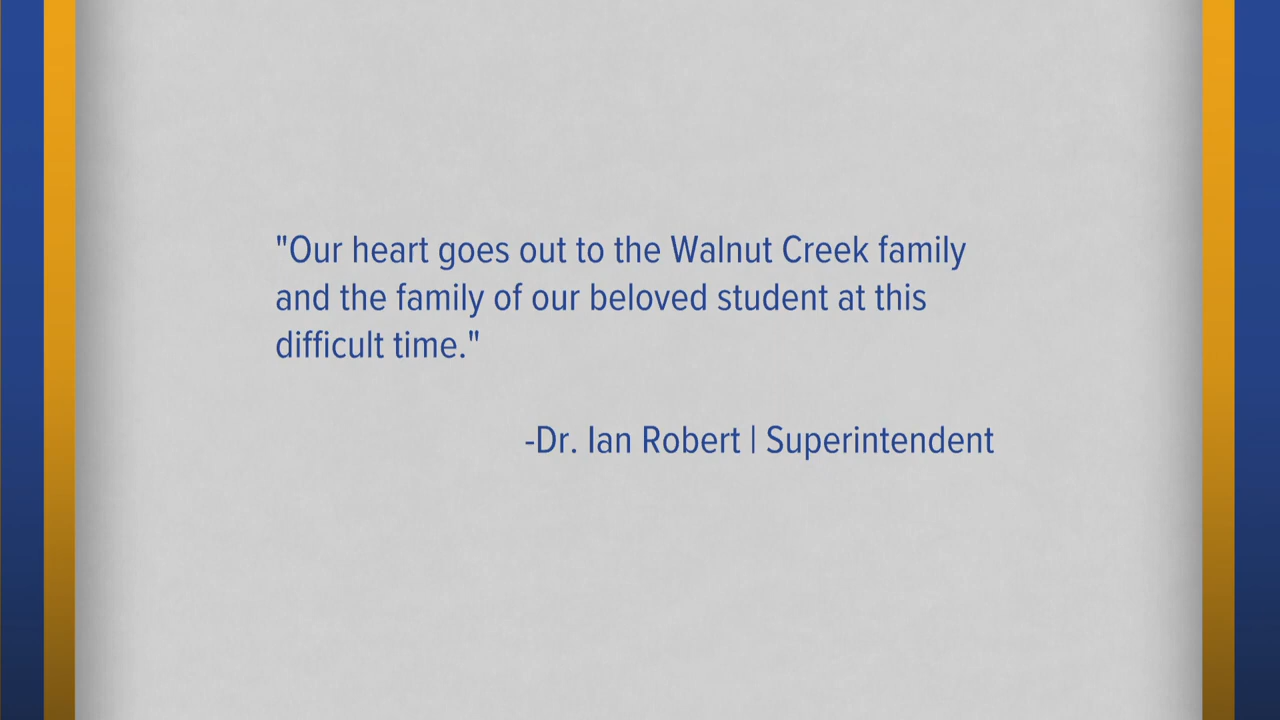 "Our heart goes out to the Walnut Creek family
and the family of our beloved student at this
difficult time."
-Dr. Ian Robert | Superintendent